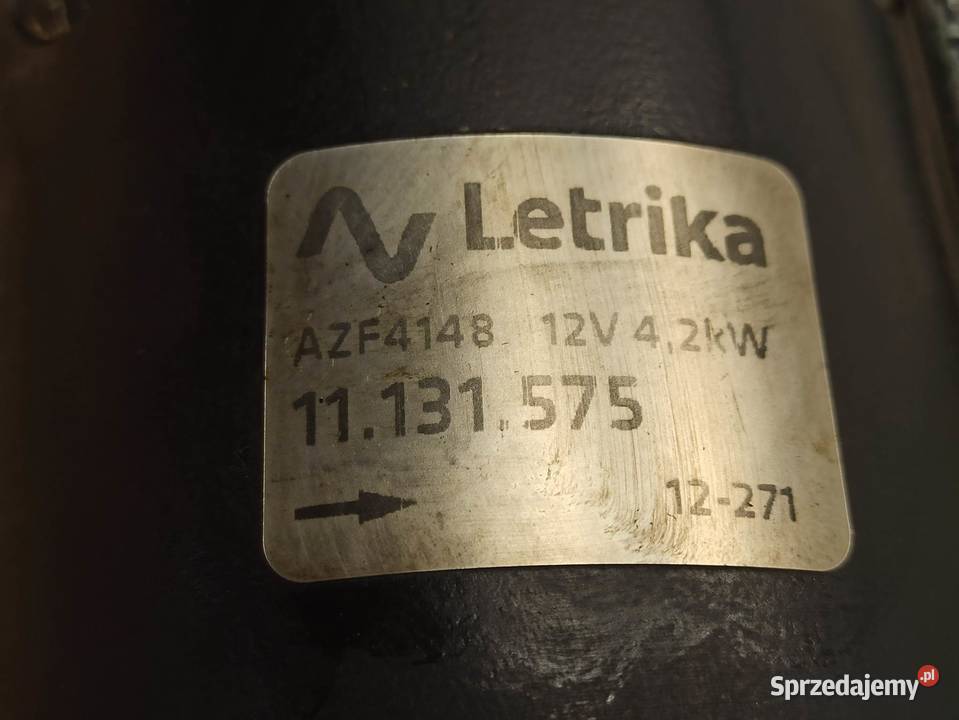 Letrika
AZF4148 12V 4,2kW
11.131.575
12-271
Sprzedajemy.pl